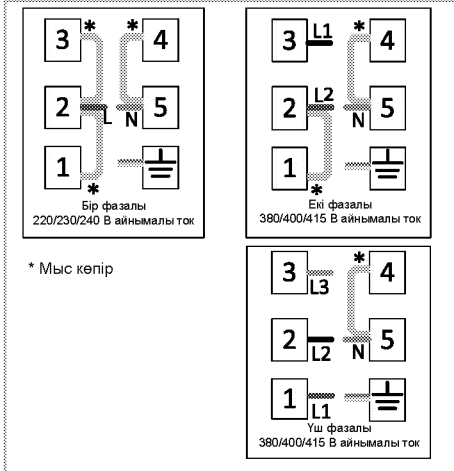 3 * * 4
2 L N 5
1 *
Бір фазалы
220/230/240 В айнымалы ток
3 L1 * 4
2 L2 N 5
1 *
Екі фазалы
380/400/415 В айнымалы ток
* Мыс көпір
3 L3 * 4
2 L2 N 5
1 L1
Үш фазалы
380/400/415 В айнымалы ток